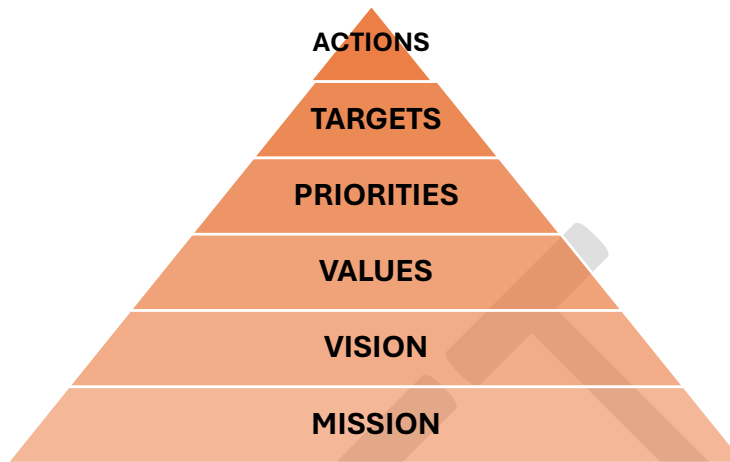 ACTIONS
TARGETS
PRIORITIES
VALUES
VISION
MISSION